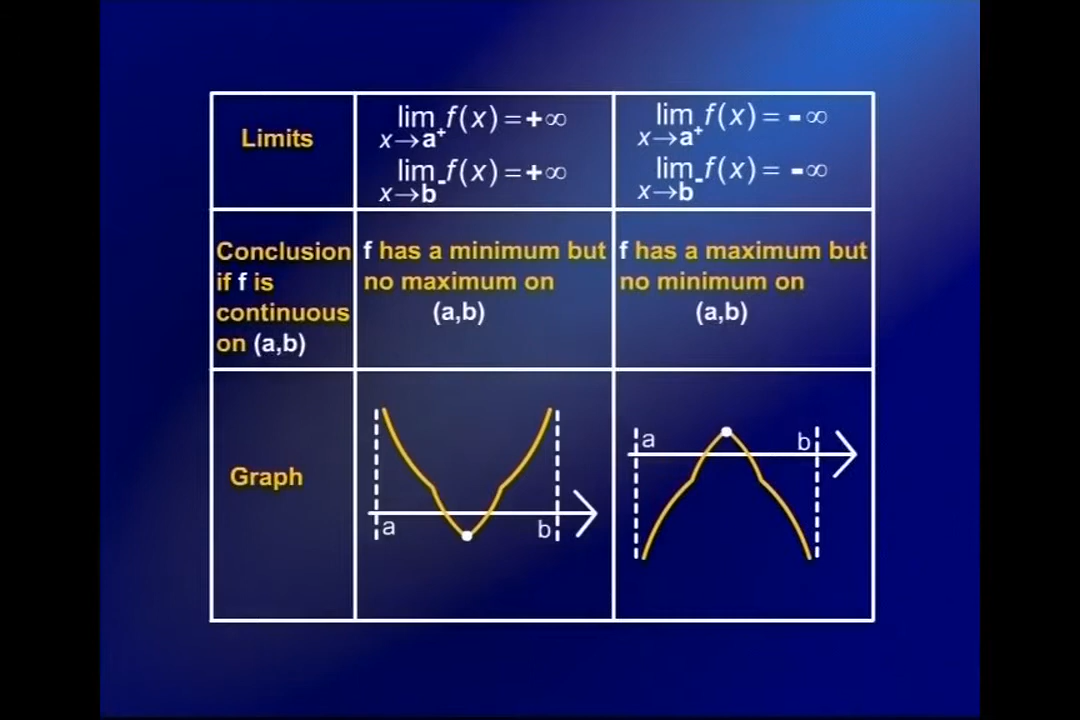 Limits
lim f(x) = +∞
x→a⁺
lim f(x) = +∞
x→b⁻
lim f(x) = -∞
x→a⁺
lim f(x) = -∞
x→b⁻
Conclusion
if f is
continuous
on (a,b)
f has a minimum but
no maximum on
(a,b)
f has a maximum but
no minimum on
(a,b)
Graph
a
b
a
b